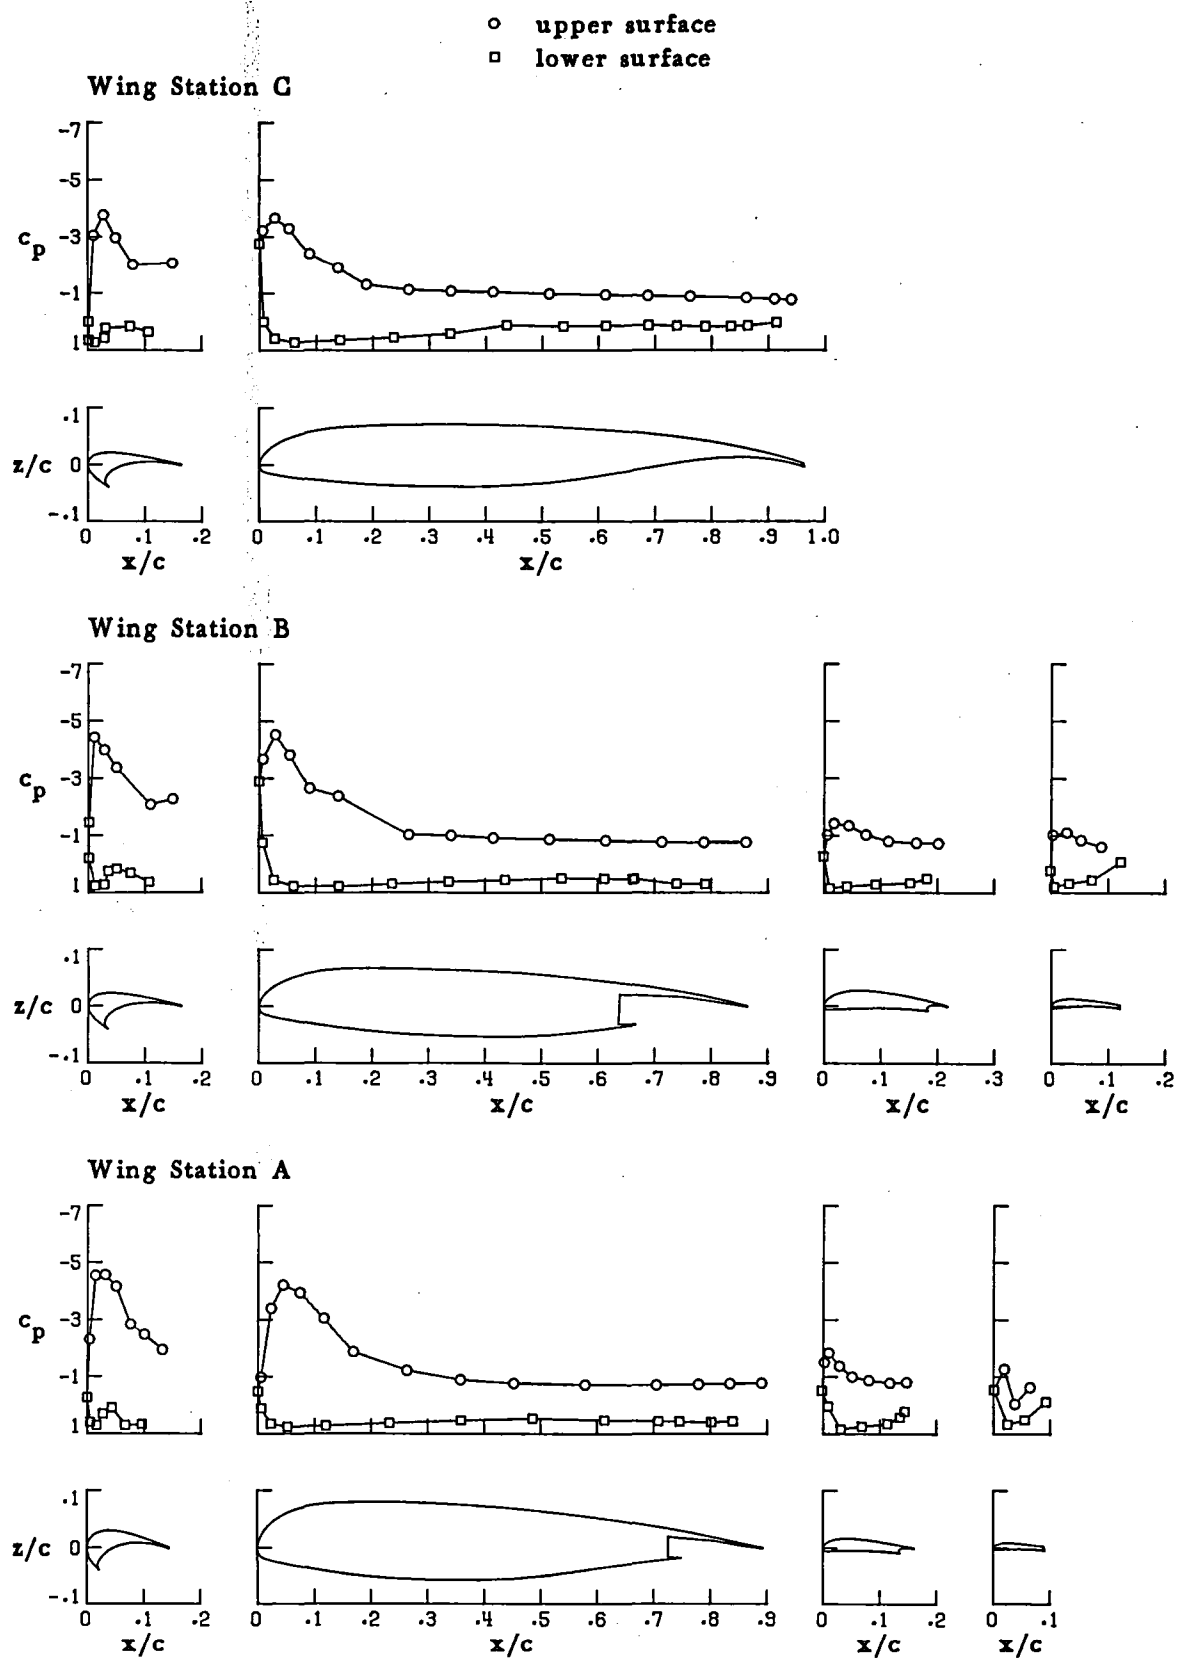 upper surface
lower surface
Wing Station C
-7
-5
-3
-1
1
c_p
.1
0
-.1
z/c
0 .1 .2
x/c
0 .1 .2 .3 .4 .5 .6 .7 .8 .9 1.0
x/c
Wing Station B
-7
-5
-3
-1
1
c_p
.1
0
-.1
z/c
0 .1 .2
x/c
0 .1 .2 .3 .4 .5 .6 .7 .8 .9
x/c
0 .1 .2 .3
x/c
0 .1 .2
x/c
Wing Station A
-7
-5
-3
-1
1
c_p
.1
0
-.1
z/c
0 .1 .2
x/c
0 .1 .2 .3 .4 .5 .6 .7 .8 .9
x/c
0 .1 .2
x/c
0 .1
x/c